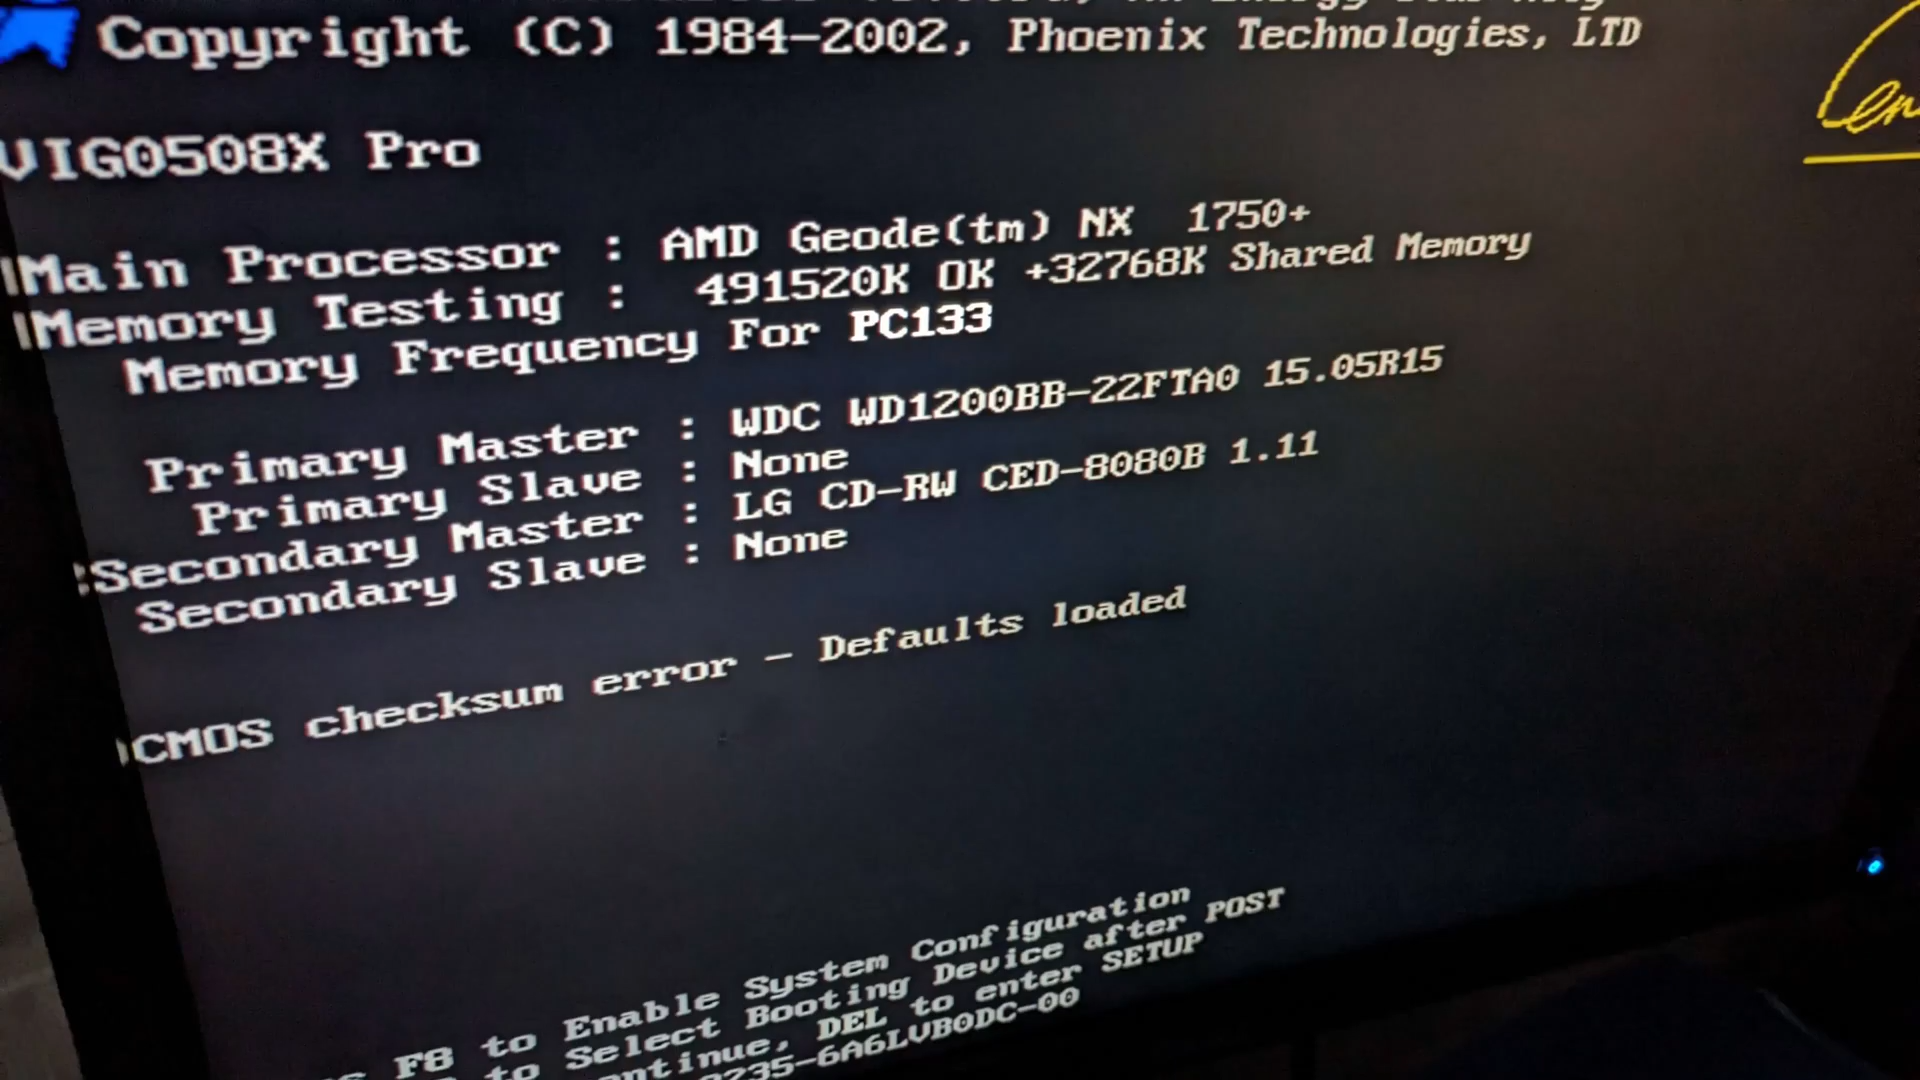 Copyright (C) 1984-2002, Phoenix Technologies, LTD
VIG0508X Pro
Main Processor : AMD Geode(tm) NX 1750+
Memory Testing : 491520K OK +32768K Shared Memory
Memory Frequency For PC133
Primary Master : WDC WD1200BB-22FTA0 15.05R15
Primary Slave : None
Secondary Master : LG CD-RW CED-8080B 1.11
Secondary Slave : None
CMOS checksum error - Defaults loaded
F8 to Enable System Configuration
to Select Booting Device after POST
DEL to enter SETUP
-6A6LVB0DC-00